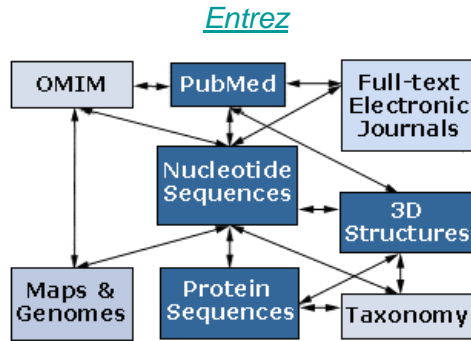 Entrez
OMIM
PubMed
Full-text
Electronic
Journals
Nucleotide
Sequences
3D
Structures
Maps &
Genomes
Protein
Sequences
Taxonomy